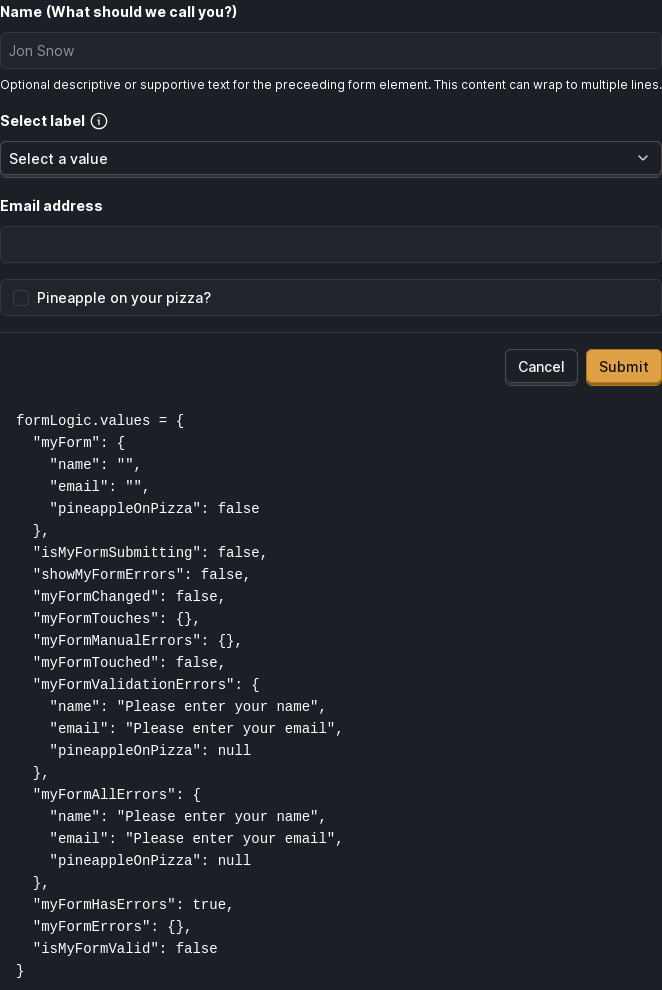 Name (What should we call you?)
Jon Snow
Optional descriptive or supportive text for the preceeding form element. This content can wrap to multiple lines.
Select label
Select a value
Email address
Pineapple on your pizza?
Cancel Submit
formLogic.values = {
  "myForm": {
    "name": "",
    "email": "",
    "pineappleOnPizza": false
  },
  "isMyFormSubmitting": false,
  "showMyFormErrors": false,
  "myFormChanged": false,
  "myFormTouches": {},
  "myFormManualErrors": {},
  "myFormTouched": false,
  "myFormValidationErrors": {
    "name": "Please enter your name",
    "email": "Please enter your email",
    "pineappleOnPizza": null
  },
  "myFormAllErrors": {
    "name": "Please enter your name",
    "email": "Please enter your email",
    "pineappleOnPizza": null
  },
  "myFormHasErrors": true,
  "myFormErrors": {},
  "isMyFormValid": false
}